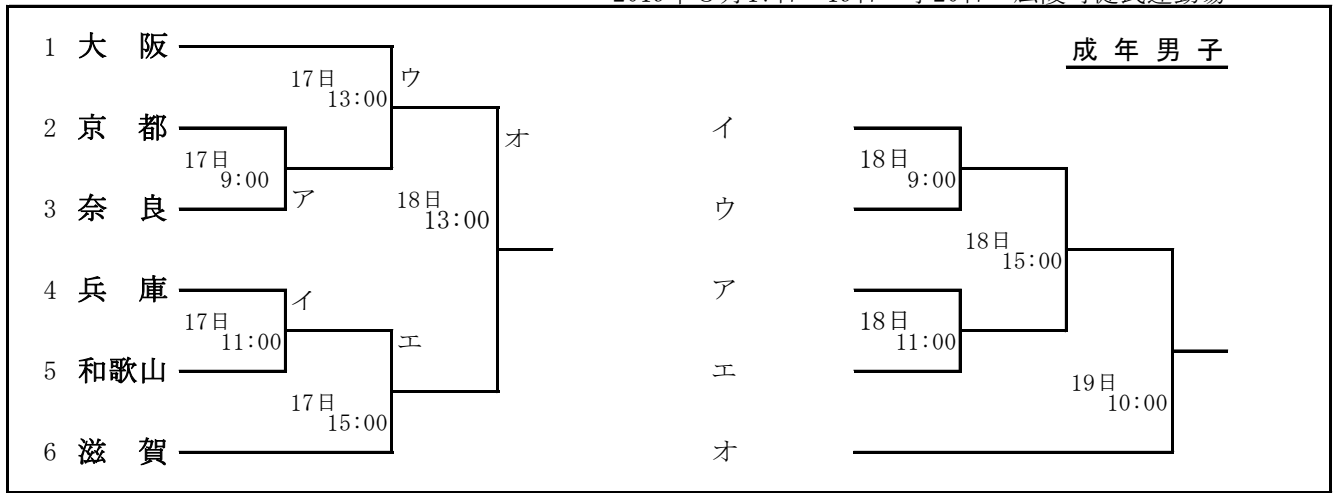 成 年 男 子
1 大 阪
17日 ウ
13:00
2 京 都
オ
17日
9:00
ア
3 奈 良
18日
13:00
4 兵 庫
イ
17日
11:00
エ
5 和歌山
17日
15:00
6 滋 賀
イ
18日
9:00
ウ
18日
15:00
ア
18日
11:00
エ
19日
10:00
オ